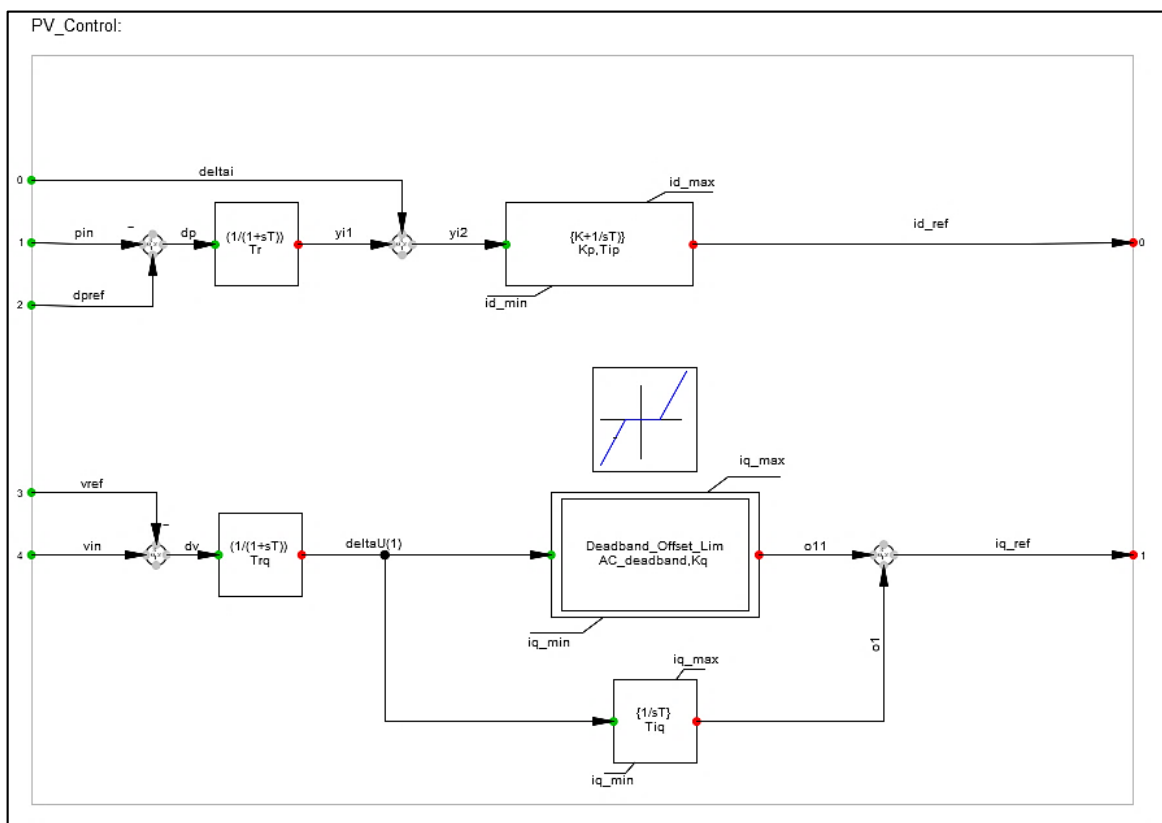 PV_Control:
id_max
0 deltai
{K+1/sT)}
Kp,Tip
(1/(1+sT))
Tr
1 pin
-
dp
yi1
yi2
id_ref
0
2 dpref
id_min
iq_max
3 vref
-
4 vin
dv
(1/(1+sT))
Trq
deltaU(1)
Deadband_Offset_Lim
AC_deadband,Kq
o11
iq_ref
1
iq_min
o1
iq_max
{1/sT}
Tiq
iq_min